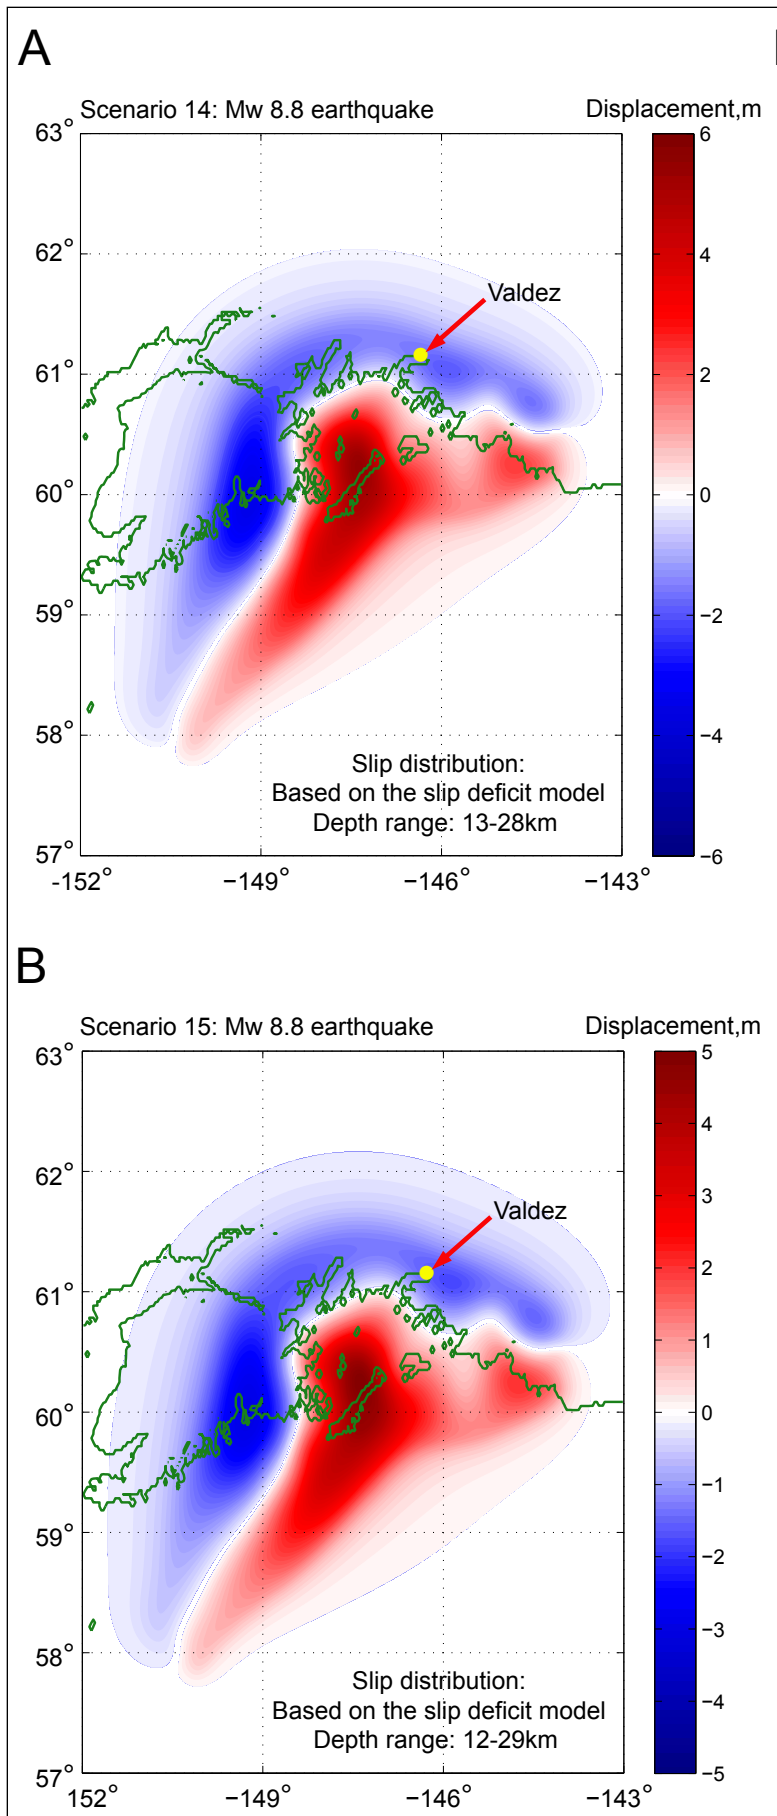 A
Scenario 14: Mw 8.8 earthquake
Displacement,m
63°
62°
61°
60°
59°
58°
57°
-152°
−149°
−146°
−143°
6
4
2
0
−2
−4
−6
Valdez
Slip distribution:
Based on the slip deficit model
Depth range: 13-28km
B
Scenario 15: Mw 8.8 earthquake
Displacement,m
63°
62°
61°
60°
59°
58°
57°
152°
−149°
−146°
−143°
5
4
3
2
1
0
−1
−2
−3
−4
−5
Valdez
Slip distribution:
Based on the slip deficit model
Depth range: 12-29km